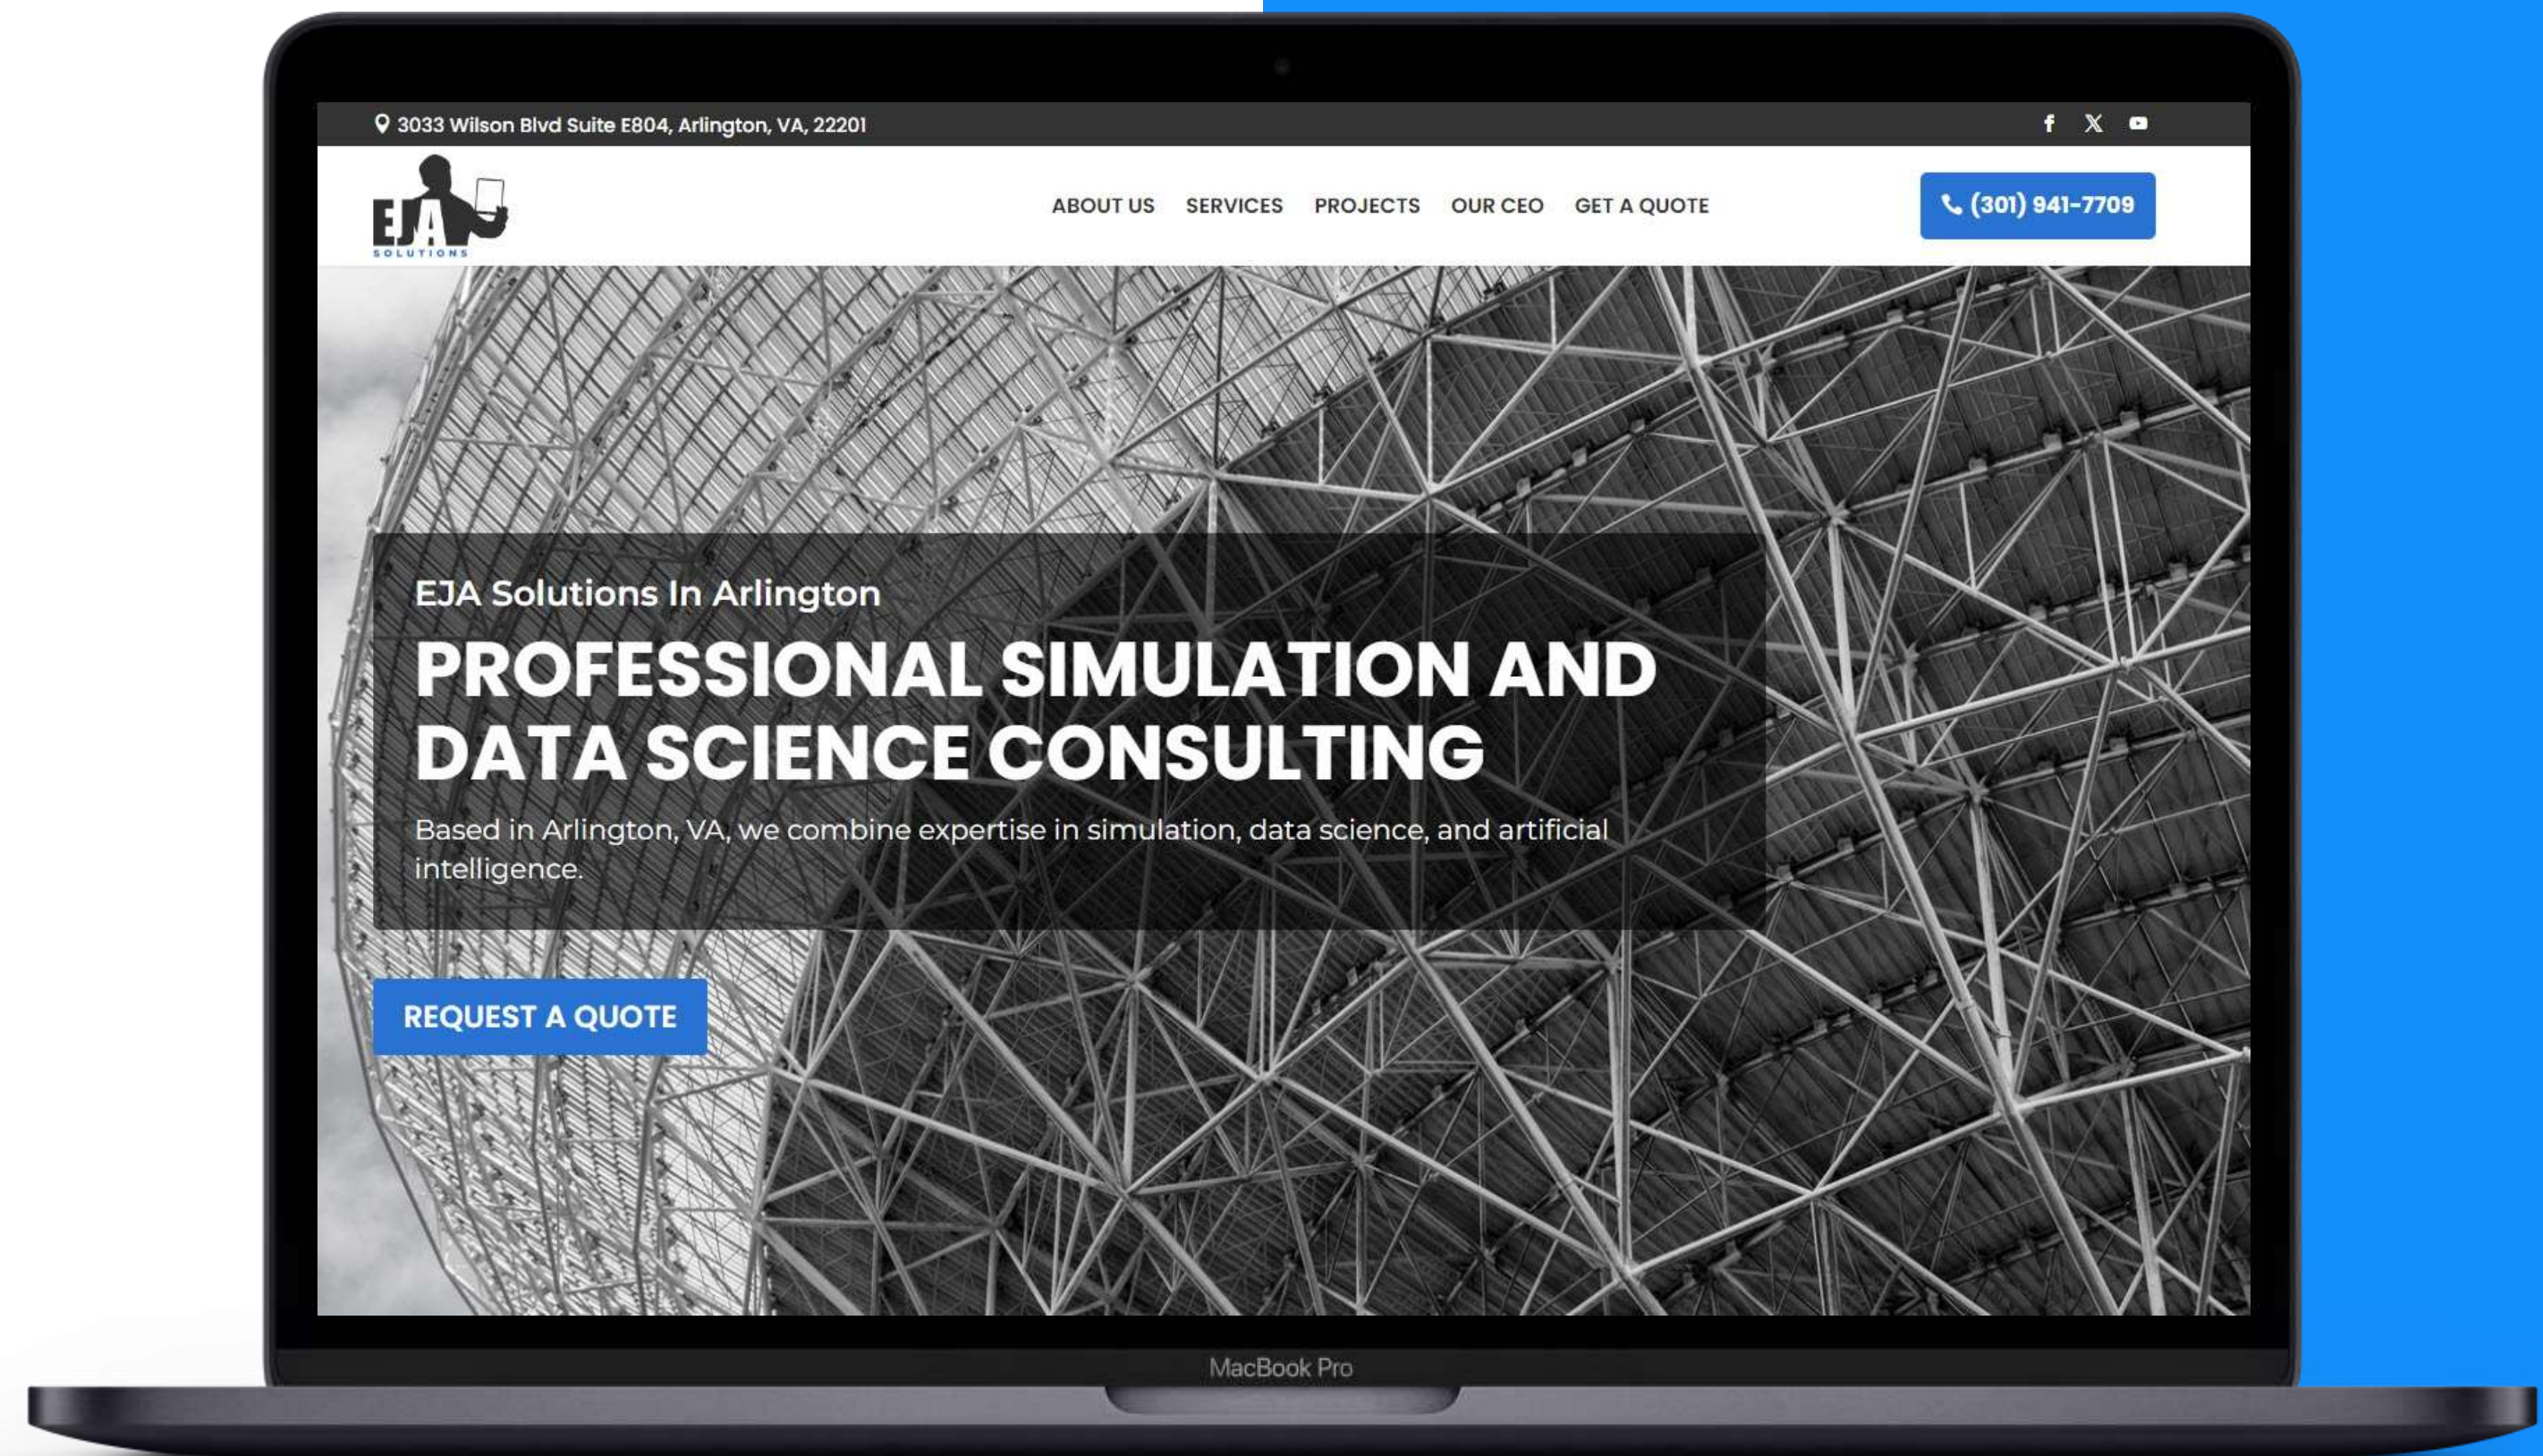 3033 Wilson Blvd Suite E804, Arlington, VA, 22201
EJA
SOLUTIONS
ABOUT US SERVICES PROJECTS OUR CEO GET A QUOTE
(301) 941-7709
EJA Solutions In Arlington
PROFESSIONAL SIMULATION AND
DATA SCIENCE CONSULTING
Based in Arlington, VA, we combine expertise in simulation, data science, and artificial
intelligence.
REQUEST A QUOTE
MacBook Pro